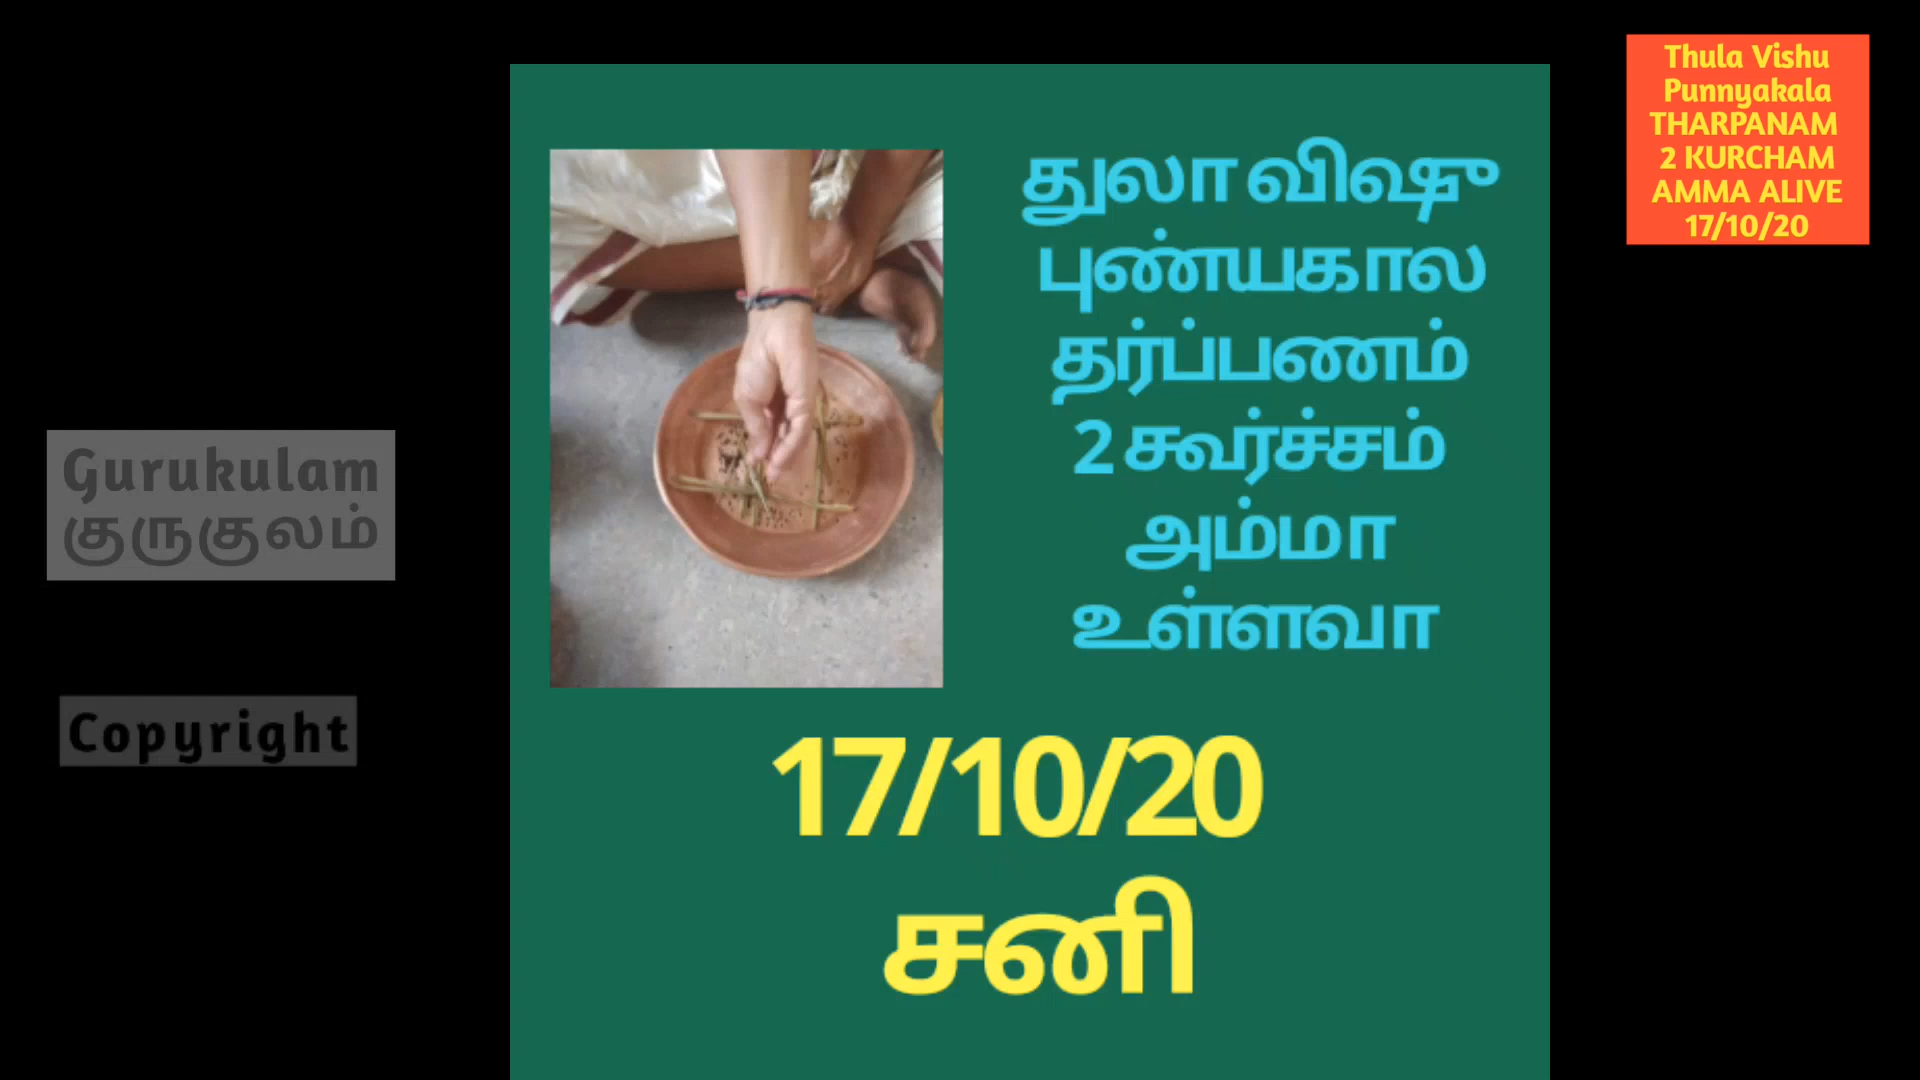 Thula Vishu
Punnyakala
THARPANAM
2 KURCHAM
AMMA ALIVE
17/10/20
துலா விஷு
புண்யகால
தர்ப்பணம்
2 கூர்ச்சம்
அம்மா
உள்ளவா
Gurukulam
குருகுலம்
Copyright
17/10/20
சனி